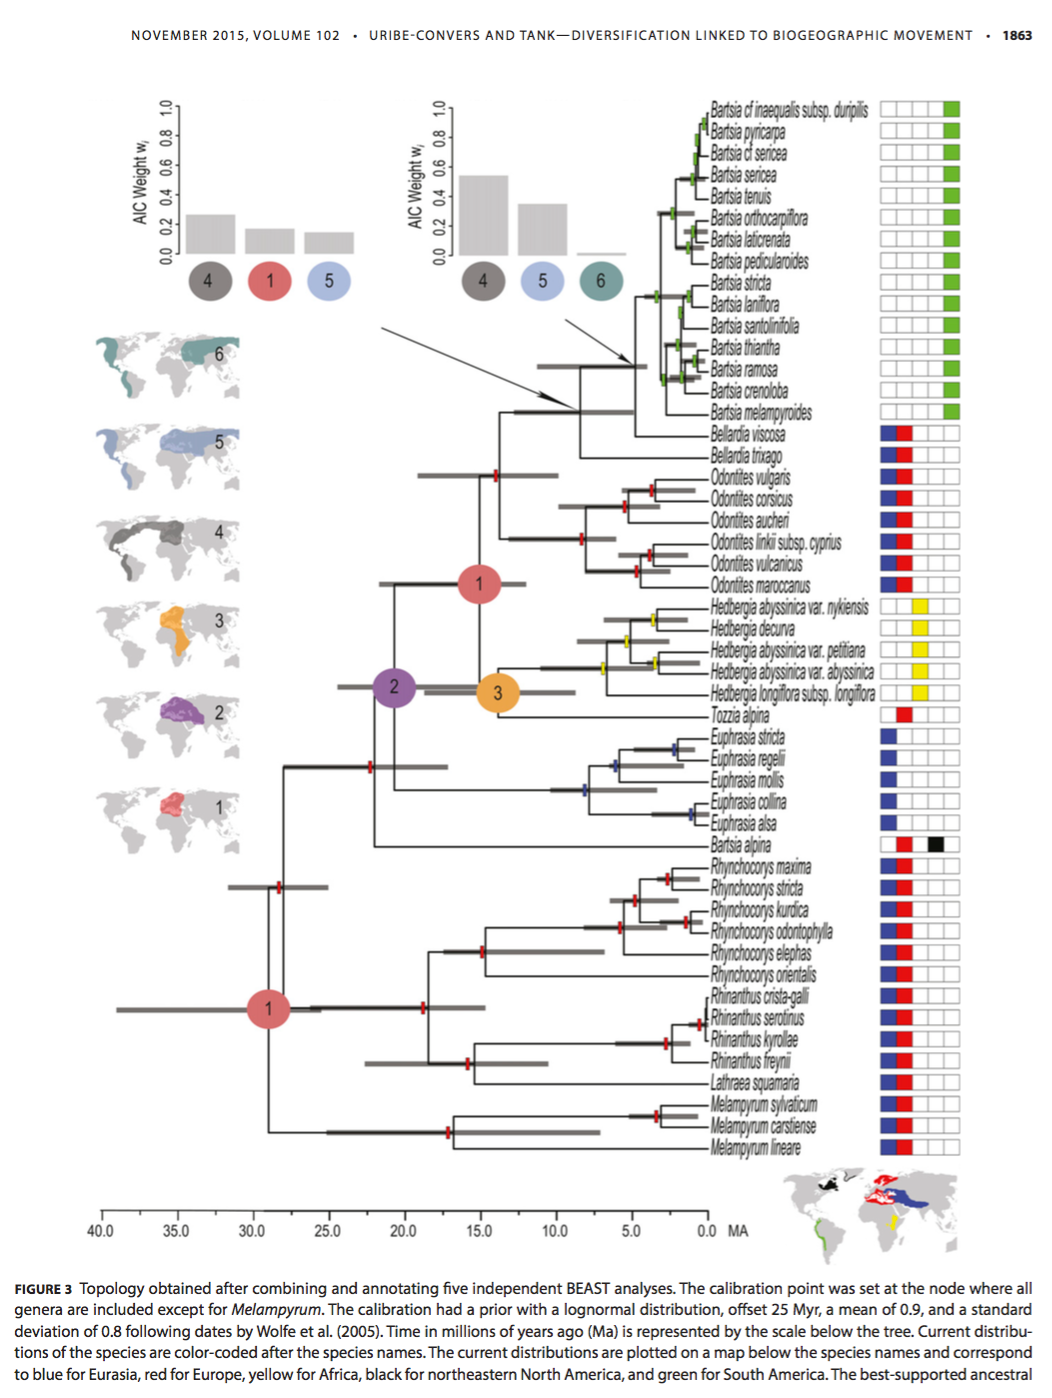 NOVEMBER 2015, VOLUME 102 • URIBE-CONVERS AND TANK—DIVERSIFICATION LINKED TO BIOGEOGRAPHIC MOVEMENT • 1863
AIC Weight wi
0.0 0.2 0.4 0.6 0.8 1.0
4 1 5
AIC Weight wi
0.0 0.2 0.4 0.6 0.8 1.0
4 5 6
6
5
4
3
2
1
1
2
3
1
Bartsia cf inaequalis subsp. duripilis
Bartsia pyricarpa
Bartsia cf sericea
Bartsia sericea
Bartsia tenuis
Bartsia orthocarpiflora
Bartsia laticrenata
Bartsia pedicularoides
Bartsia stricta
Bartsia laniflora
Bartsia santolinifolia
Bartsia thiantha
Bartsia ramosa
Bartsia crenoloba
Bartsia melampyroides
Bellardia viscosa
Bellardia trixago
Odontites vulgaris
Odontites corsicus
Odontites aucheri
Odontites linkii subsp. cyprius
Odontites vulcanicus
Odontites maroccanus
Hedbergia abyssinica var. nykiensis
Hedbergia decurva
Hedbergia abyssinica var. petitiana
Hedbergia abyssinica var. abyssinica
Hedbergia longiflora subsp. longiflora
Tozzia alpina
Euphrasia stricta
Euphrasia regelii
Euphrasia mollis
Euphrasia collina
Euphrasia alsa
Bartsia alpina
Rhynchocorys maxima
Rhynchocorys stricta
Rhynchocorys kurdica
Rhynchocorys odontophylla
Rhynchocorys elephas
Rhynchocorys orientalis
Rhinanthus crista-galli
Rhinanthus serotinus
Rhinanthus kyrollae
Rhinanthus freynii
Lathraea squamaria
Melampyrum sylvaticum
Melampyrum carstiense
Melampyrum lineare
40.0 35.0 30.0 25.0 20.0 15.0 10.0 5.0 0.0 MA
FIGURE 3 Topology obtained after combining and annotating five independent BEAST analyses. The calibration point was set at the node where all
genera are included except for Melampyrum. The calibration had a prior with a lognormal distribution, offset 25 Myr, a mean of 0.9, and a standard
deviation of 0.8 following dates by Wolfe et al. (2005). Time in millions of years ago (Ma) is represented by the scale below the tree. Current distribu-
tions of the species are color-coded after the species names. The current distributions are plotted on a map below the species names and correspond
to blue for Eurasia, red for Europe, yellow for Africa, black for northeastern North America, and green for South America. The best-supported ancestral